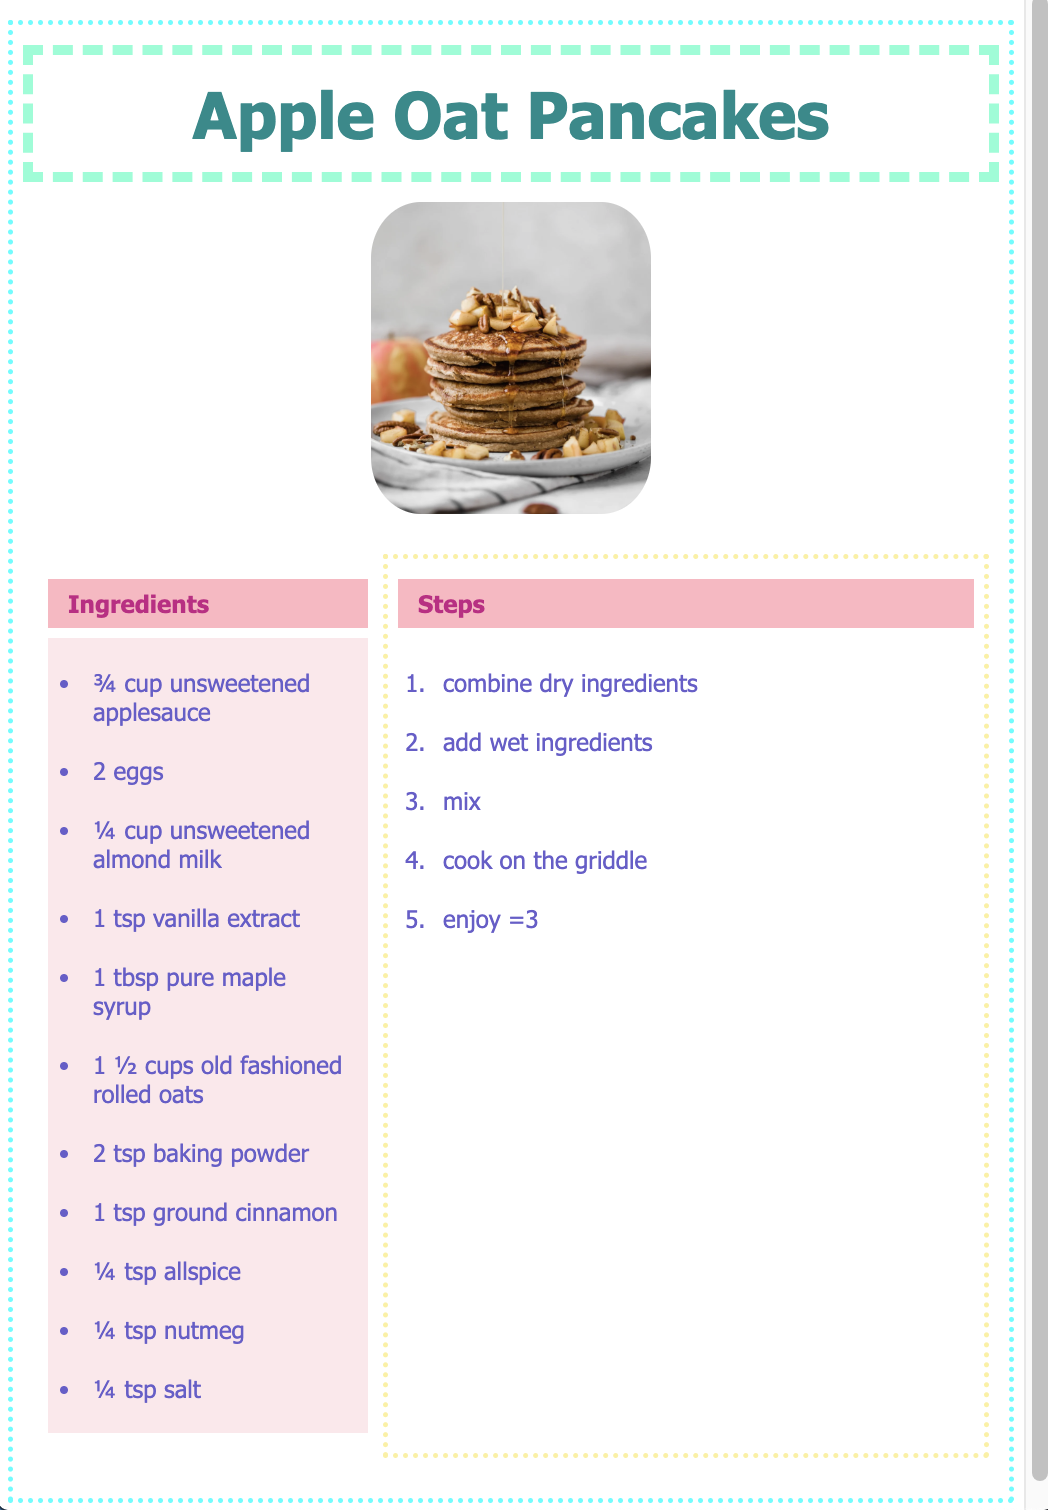 Apple Oat Pancakes
Ingredients
• ¾ cup unsweetened
applesauce
• 2 eggs
• ¼ cup unsweetened
almond milk
• 1 tsp vanilla extract
• 1 tbsp pure maple
syrup
• 1 ½ cups old fashioned
rolled oats
• 2 tsp baking powder
• 1 tsp ground cinnamon
• ¼ tsp allspice
• ¼ tsp nutmeg
• ¼ tsp salt
Steps
1. combine dry ingredients
2. add wet ingredients
3. mix
4. cook on the griddle
5. enjoy =3